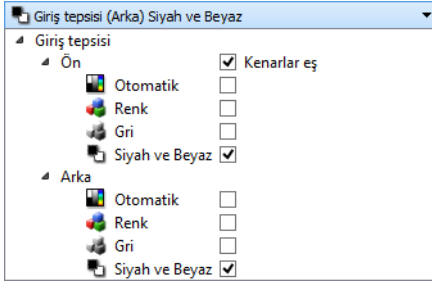 Giriş tepsisi (Arka) Siyah ve Beyaz
Giriş tepsisi
Ön Kenarlar eş
Otomatik
Renk
Gri
Siyah ve Beyaz
Arka
Otomatik
Renk
Gri
Siyah ve Beyaz